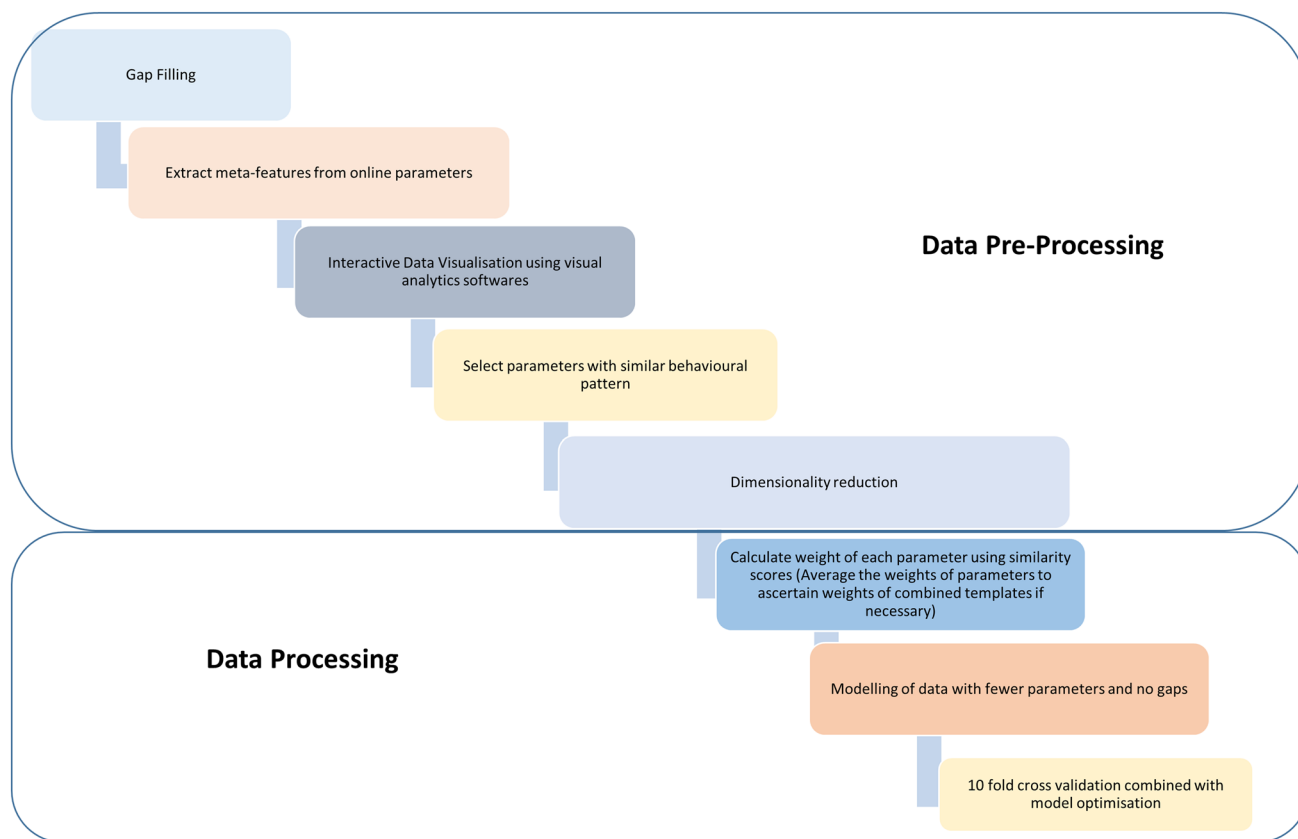 Gap Filling
Extract meta-features from online parameters
Interactive Data Visualisation using visual
analytics softwares
Data Pre-Processing
Select parameters with similar behavioural
pattern
Dimensionality reduction
Calculate weight of each parameter using similarity
scores (Average the weights of parameters to
ascertain weights of combined templates if
necessary)
Data Processing
Modelling of data with fewer parameters and no gaps
10 fold cross validation combined with
model optimisation